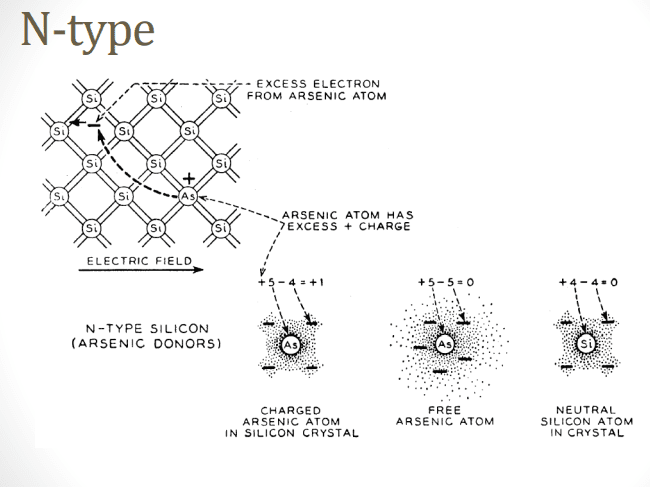 N-type
EXCESS ELECTRON
FROM ARSENIC ATOM
Si Si Si
Si Si Si
Si Si Si
+
Si Si As
Si Si Si
ARSENIC ATOM HAS
EXCESS + CHARGE
ELECTRIC FIELD
N-TYPE SILICON
(ARSENIC DONORS)
+5-4=+1
As
CHARGED
ARSENIC ATOM
IN SILICON CRYSTAL
+5-5=0
As
FREE
ARSENIC ATOM
+4-4=0
Si
NEUTRAL
SILICON ATOM
IN CRYSTAL